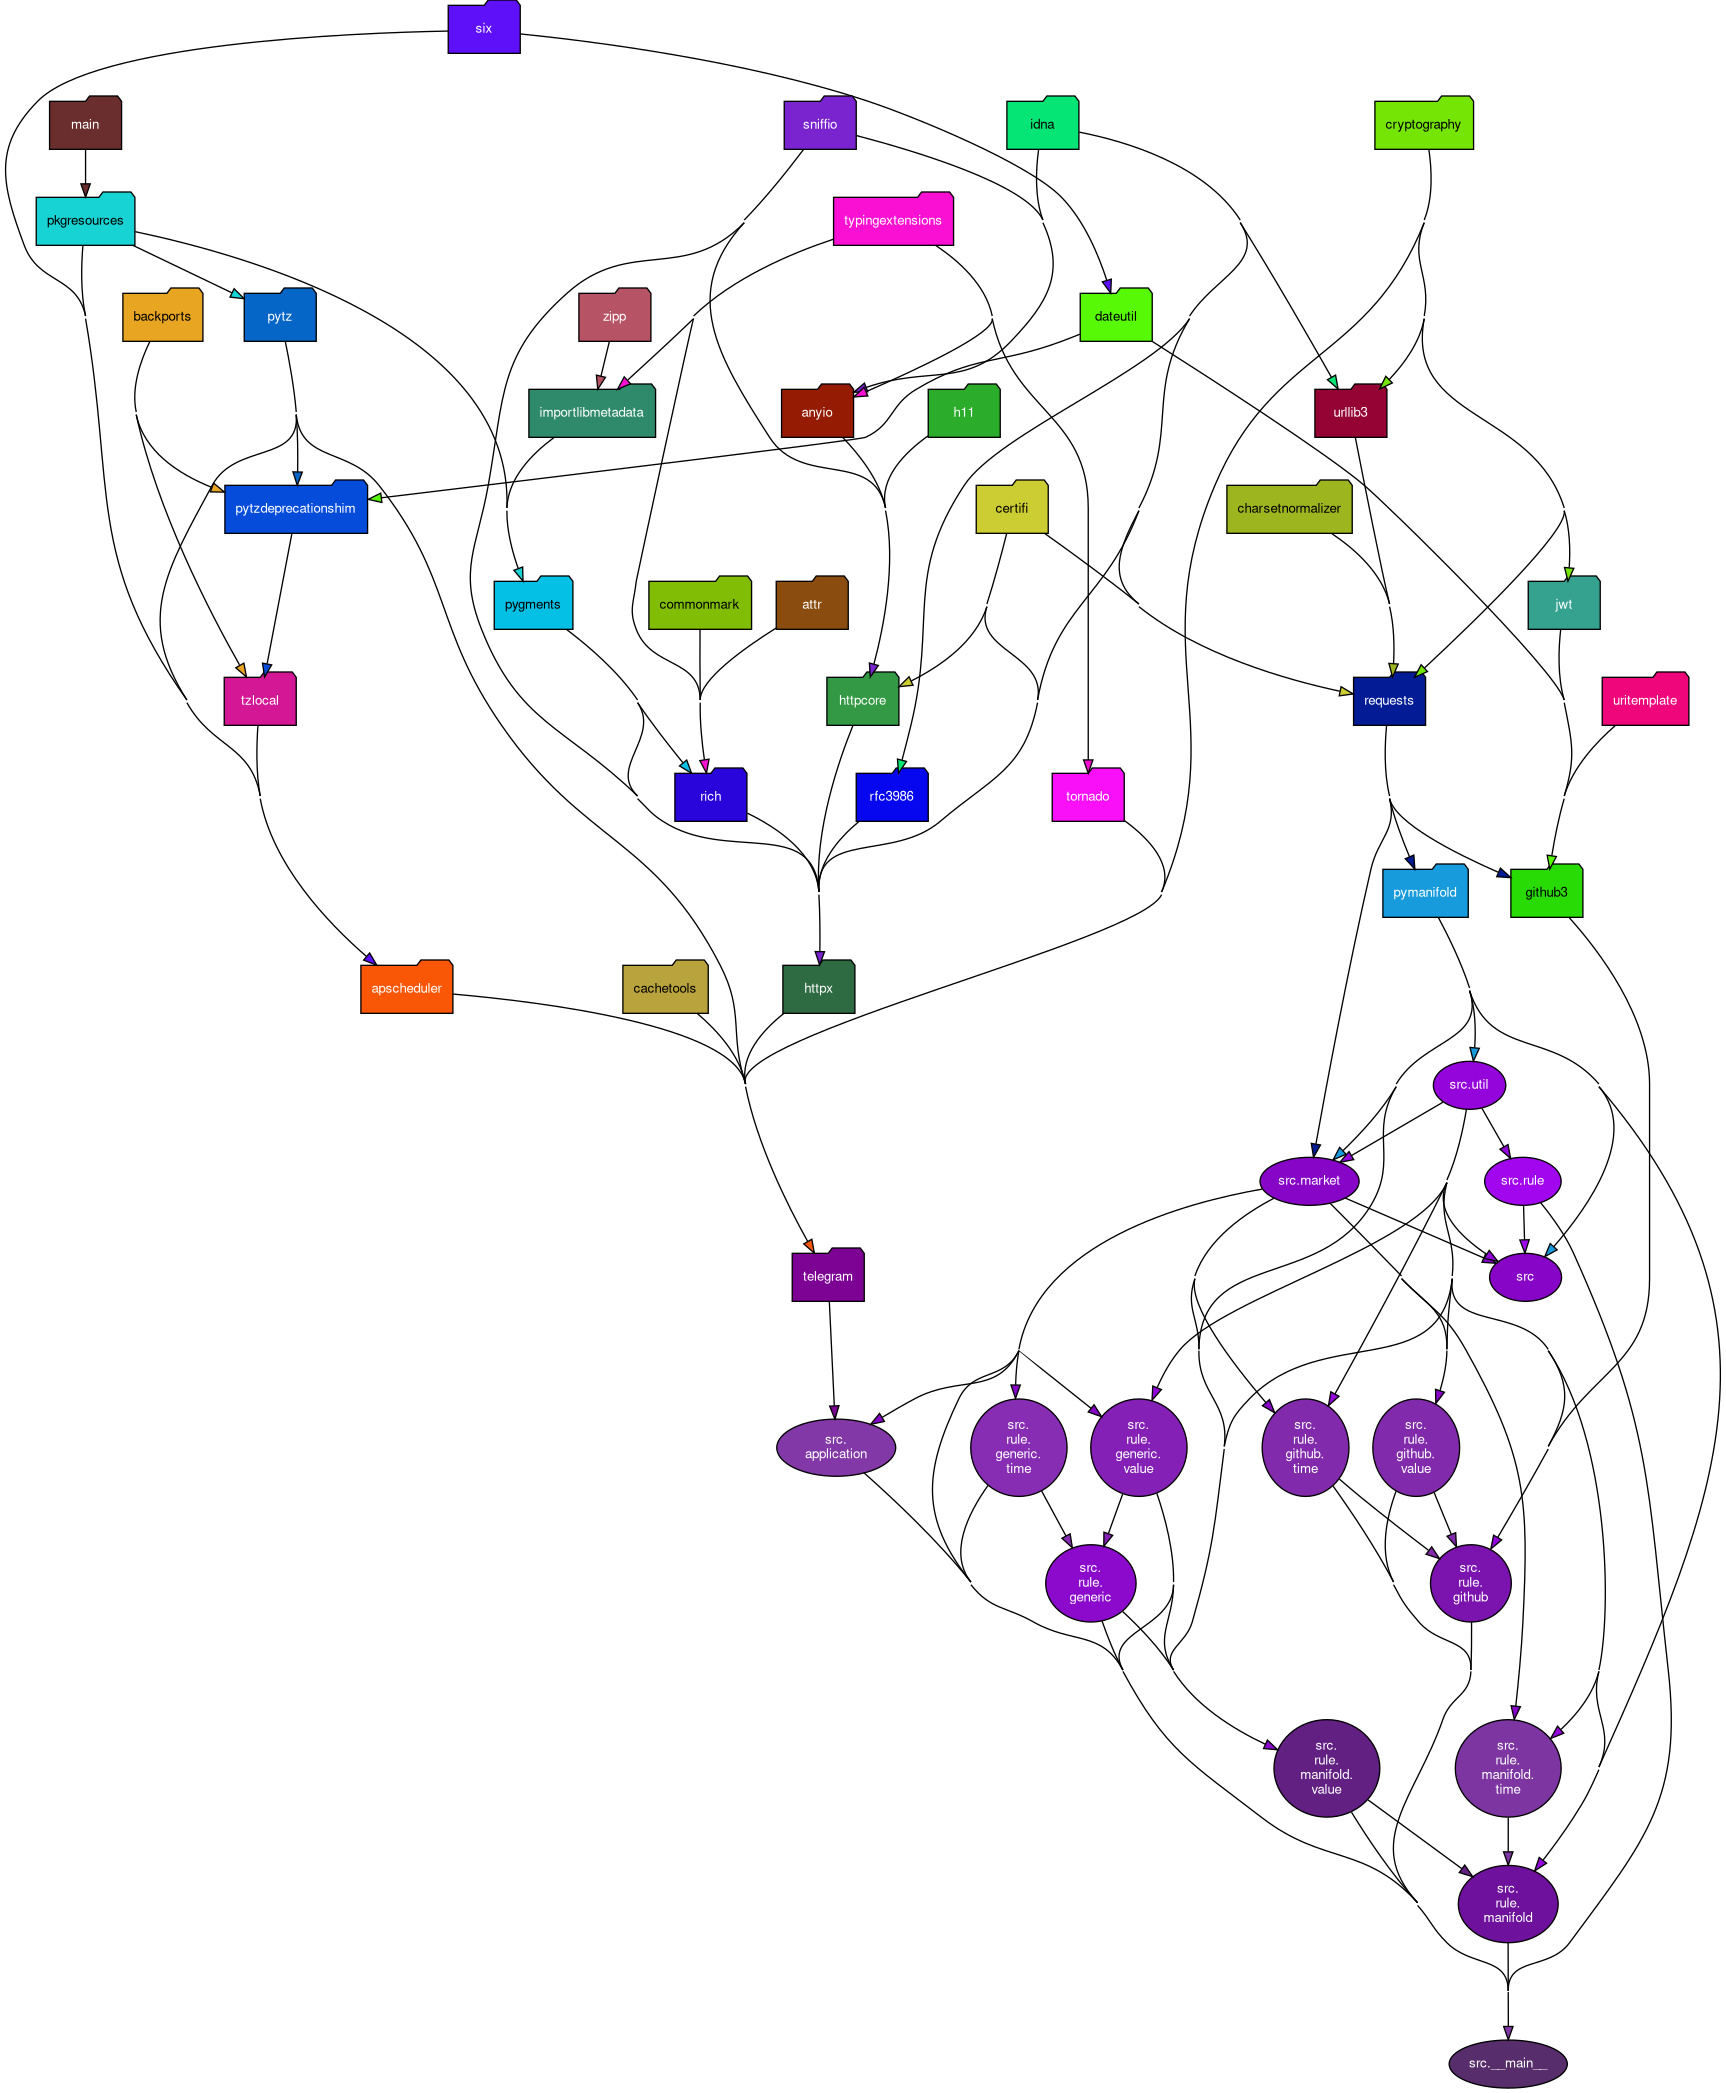 six
main
sniffio
idna
cryptography
pkgresources
typingextensions
backports
pytz
zipp
dateutil
importlibmetadata
anyio
h11
urllib3
pytzdeprecationshim
certifi
charsetnormalizer
pygments
commonmark
attr
jwt
tzlocal
httpcore
requests
uritemplate
rich
rfc3986
tornado
pymanifold
github3
apscheduler
cachetools
httpx
src.util
src.market
src.rule
telegram
src
src.
application
src.
rule.
generic.
time
src.
rule.
generic.
value
src.
rule.
github.
time
src.
rule.
github.
value
src.
rule.
generic
src.
rule.
github
src.
rule.
manifold.
value
src.
rule.
manifold.
time
src.
rule.
manifold
src.__main__